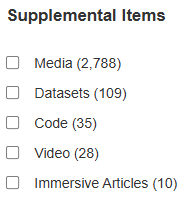 Supplemental Items
Media (2,788)
Datasets (109)
Code (35)
Video (28)
Immersive Articles (10)